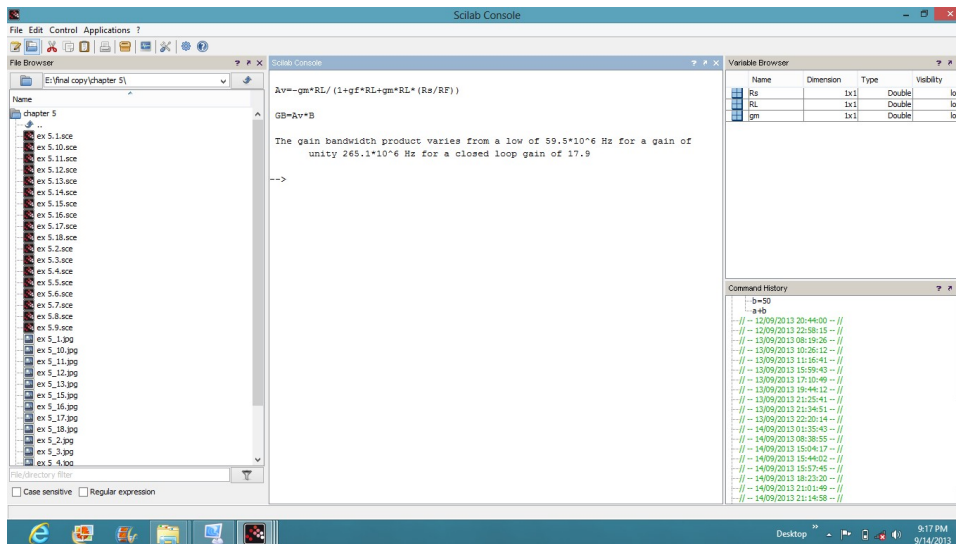 Scilab Console
File Edit Control Applications ?
File Browser ? ↗ X
E:\final copy\chapter 5\
Name
chapter 5
..
ex 5.1.sce
ex 5.10.sce
ex 5.11.sce
ex 5.12.sce
ex 5.13.sce
ex 5.14.sce
ex 5.15.sce
ex 5.16.sce
ex 5.17.sce
ex 5.18.sce
ex 5.2.sce
ex 5.3.sce
ex 5.4.sce
ex 5.5.sce
ex 5.6.sce
ex 5.7.sce
ex 5.8.sce
ex 5.9.sce
ex 5_1.jpg
ex 5_10.jpg
ex 5_11.jpg
ex 5_12.jpg
ex 5_13.jpg
ex 5_15.jpg
ex 5_16.jpg
ex 5_17.jpg
ex 5_18.jpg
ex 5_2.jpg
ex 5_3.jpg
ex 5_4.jpg
File/directory filter
Case sensitive Regular expression
Scilab Console ? ↗ X
Av=-gm*RL/(1+gf*RL+gm*RL*(Rs/RF))
GB=Av*B
The gain bandwidth product varies from a low of 59.5*10^6 Hz for a gain of
unity 265.1*10^6 Hz for a closed loop gain of 17.9
-->
Variable Browser ? ↗
Name Dimension Type Visibility
Rs 1x1 Double lo
RL 1x1 Double lo
gm 1x1 Double lo
Command History ? ↗
b=50
a+b
// -- 12/09/2013 20:44:00 -- //
// -- 12/09/2013 22:58:15 -- //
// -- 13/09/2013 08:19:26 -- //
// -- 13/09/2013 10:26:12 -- //
// -- 13/09/2013 11:16:41 -- //
// -- 13/09/2013 15:59:43 -- //
// -- 13/09/2013 17:10:49 -- //
// -- 13/09/2013 19:44:12 -- //
// -- 13/09/2013 21:25:41 -- //
// -- 13/09/2013 21:34:51 -- //
// -- 13/09/2013 22:20:14 -- //
// -- 14/09/2013 01:35:43 -- //
// -- 14/09/2013 08:38:55 -- //
// -- 14/09/2013 15:04:17 -- //
// -- 14/09/2013 15:44:02 -- //
// -- 14/09/2013 15:57:45 -- //
// -- 14/09/2013 18:23:20 -- //
// -- 14/09/2013 21:01:49 -- //
// -- 14/09/2013 21:14:58 -- //
Desktop
9:17 PM
9/14/2013